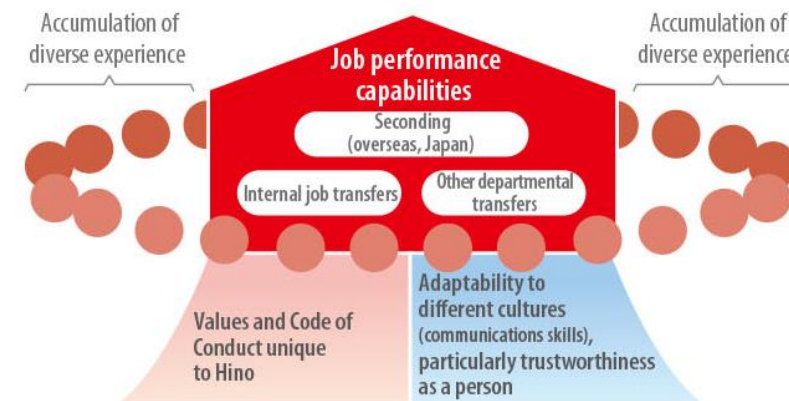 Accumulation of
diverse experience
Accumulation of
diverse experience
Job performance
capabilities
Seconding
(overseas, Japan)
Internal job transfers
Other departmental
transfers
Values and Code of
Conduct unique
to Hino
Adaptability to
different cultures
(communications skills),
particularly trustworthiness
as a person